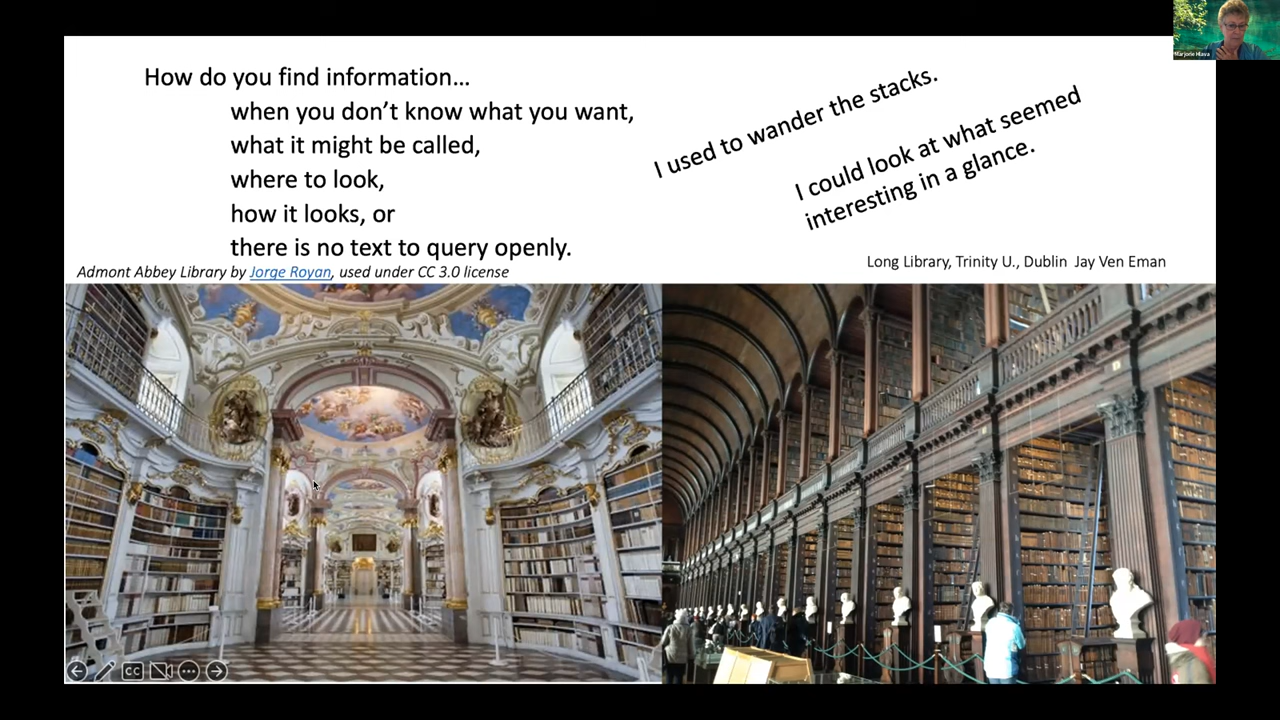 How do you find information…
when you don’t know what you want,
what it might be called,
where to look,
how it looks, or
there is no text to query openly.
I used to wander the stacks.
I could look at what seemed
interesting in a glance.
Admont Abbey Library by Jorge Royan, used under CC 3.0 license
Long Library, Trinity U., Dublin  Jay Ven Eman
Marjorie Hlava
CC